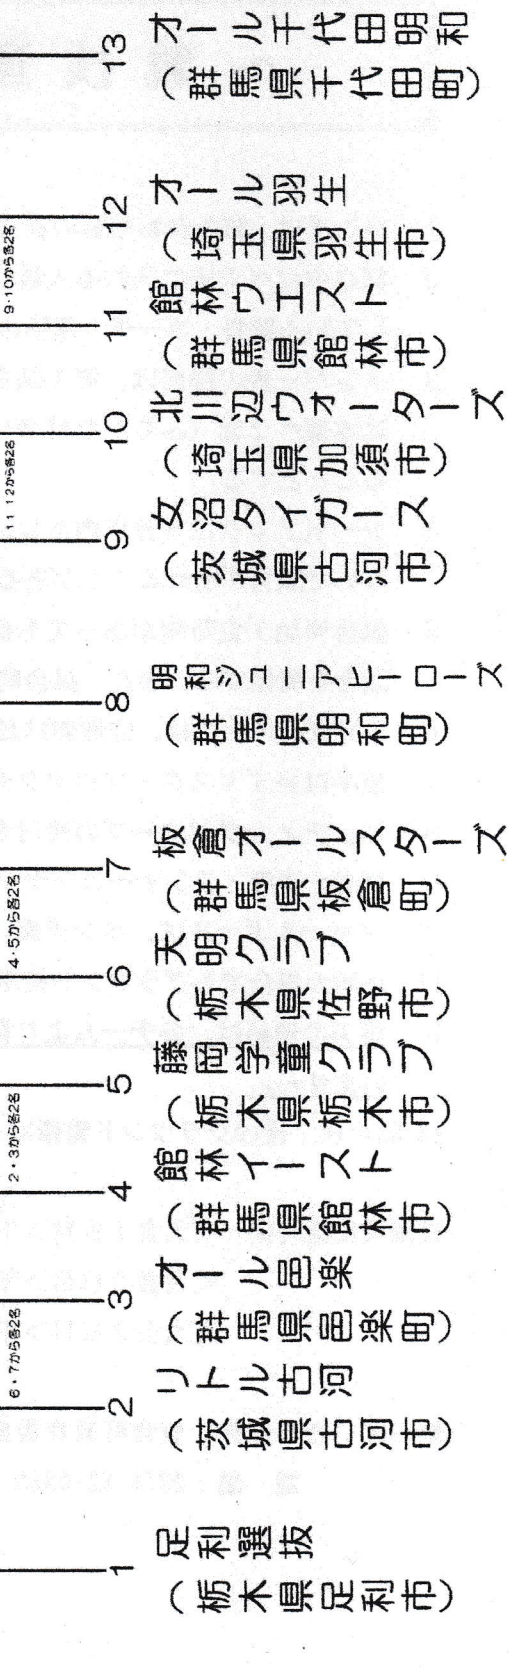 13
オール千代田明和
(群馬県千代田町)
9・10から各2名
12
オール羽生
(埼玉県羽生市)
11
館林ウエスト
(群馬県館林市)
11 12から各2名
10
北川辺ウォーターズ
(埼玉県加須市)
9
女沼タイガース
(茨城県古河市)
8
明和ジュニアヒーローズ
(群馬県明和町)
4・5から各2名
7
板倉オールスターズ
(群馬県板倉町)
6
天明クラブ
(栃木県佐野市)
2・3から各2名
5
藤岡学童クラブ
(栃木県栃木市)
4
館林イースト
(群馬県館林市)
6・7から各2名
3
オール邑楽
(群馬県邑楽町)
2
リトル古河
(茨城県古河市)
1
足利選抜
(栃木県足利市)